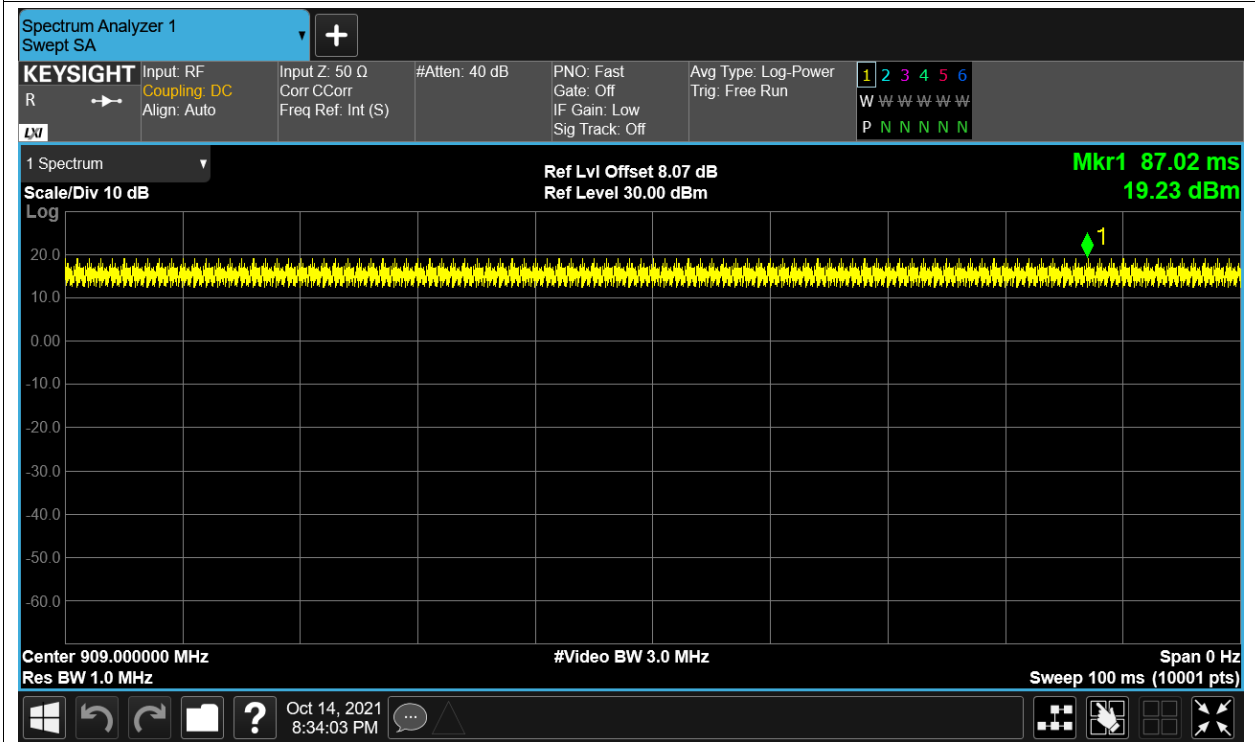 Spectrum Analyzer 1
Swept SA
+
KEYSIGHT Input: RF Input Z: 50 Ω #Atten: 40 dB PNO: Fast Avg Type: Log-Power 1 2 3 4 5 6
R Coupling: DC Corr CCorr Gate: Off Trig: Free Run W W W W W W
Align: Auto Freq Ref: Int (S) IF Gain: Low P N N N N N
LXI Sig Track: Off
1 Spectrum Ref Lvl Offset 8.07 dB Mkr1 87.02 ms
Scale/Div 10 dB Ref Level 30.00 dBm 19.23 dBm
Log
1
20.0
10.0
0.00
-10.0
-20.0
-30.0
-40.0
-50.0
-60.0
Center 909.000000 MHz #Video BW 3.0 MHz Span 0 Hz
Res BW 1.0 MHz Sweep 100 ms (10001 pts)
? Oct 14, 2021
8:34:03 PM